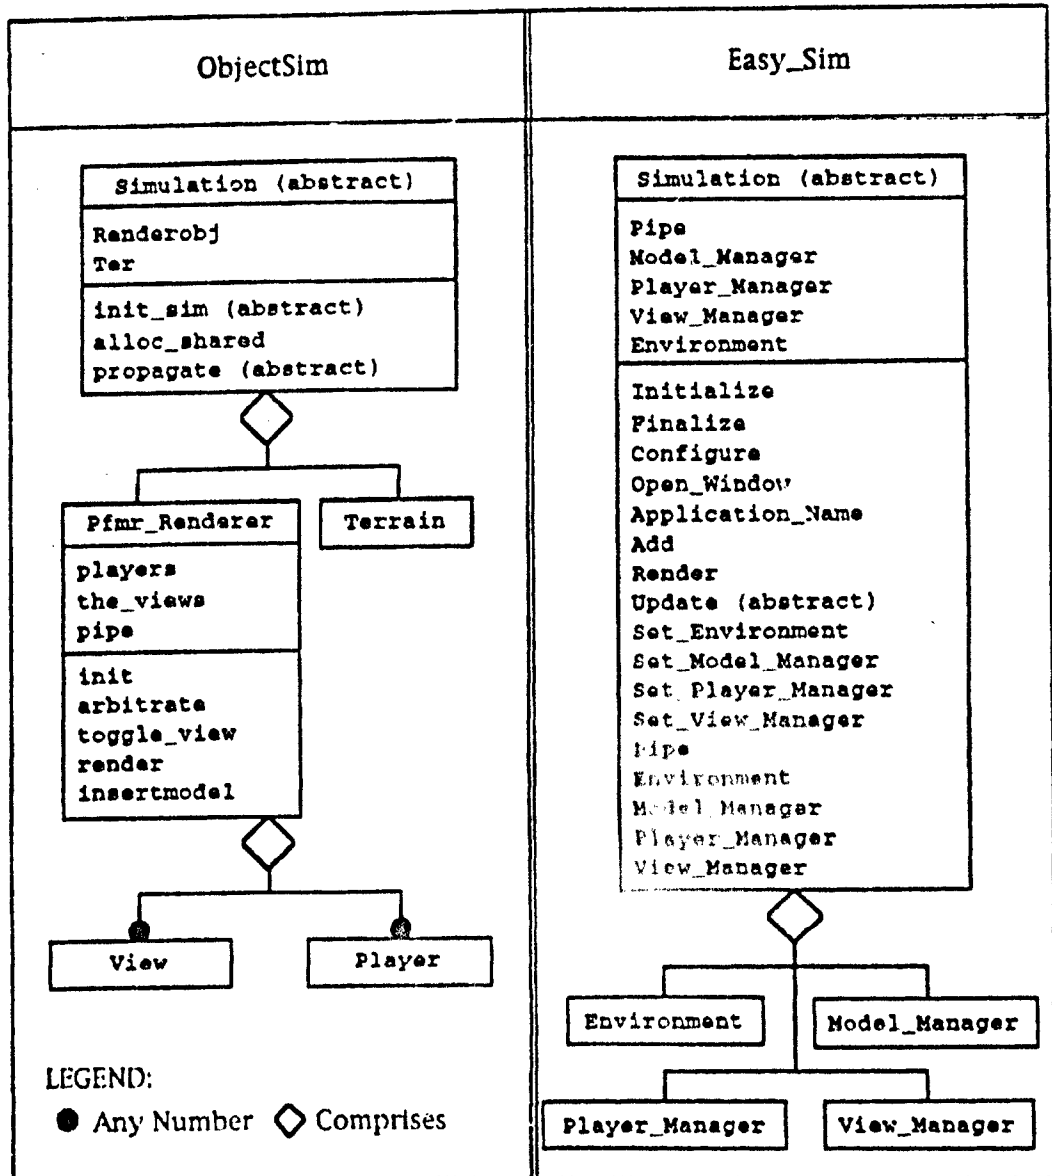 ObjectSim
Easy_Sim
Simulation (abstract)
Renderobj
Ter
init_sim (abstract)
alloc_shared
propagate (abstract)
Pfmr_Renderer
players
the_views
pipe
init
arbitrate
toggle_view
render
insertmodel
Terrain
View
Player
LEGEND:
Any Number
Comprises
Simulation (abstract)
Pipe
Model_Manager
Player_Manager
View_Manager
Environment
Initialize
Finalize
Configure
Open_Window
Application_Name
Add
Render
Update (abstract)
Set_Environment
Set_Model_Manager
Set_Player_Manager
Set_View_Manager
Pipe
Environment
Model_Manager
Player_Manager
View_Manager
Environment
Model_Manager
Player_Manager
View_Manager